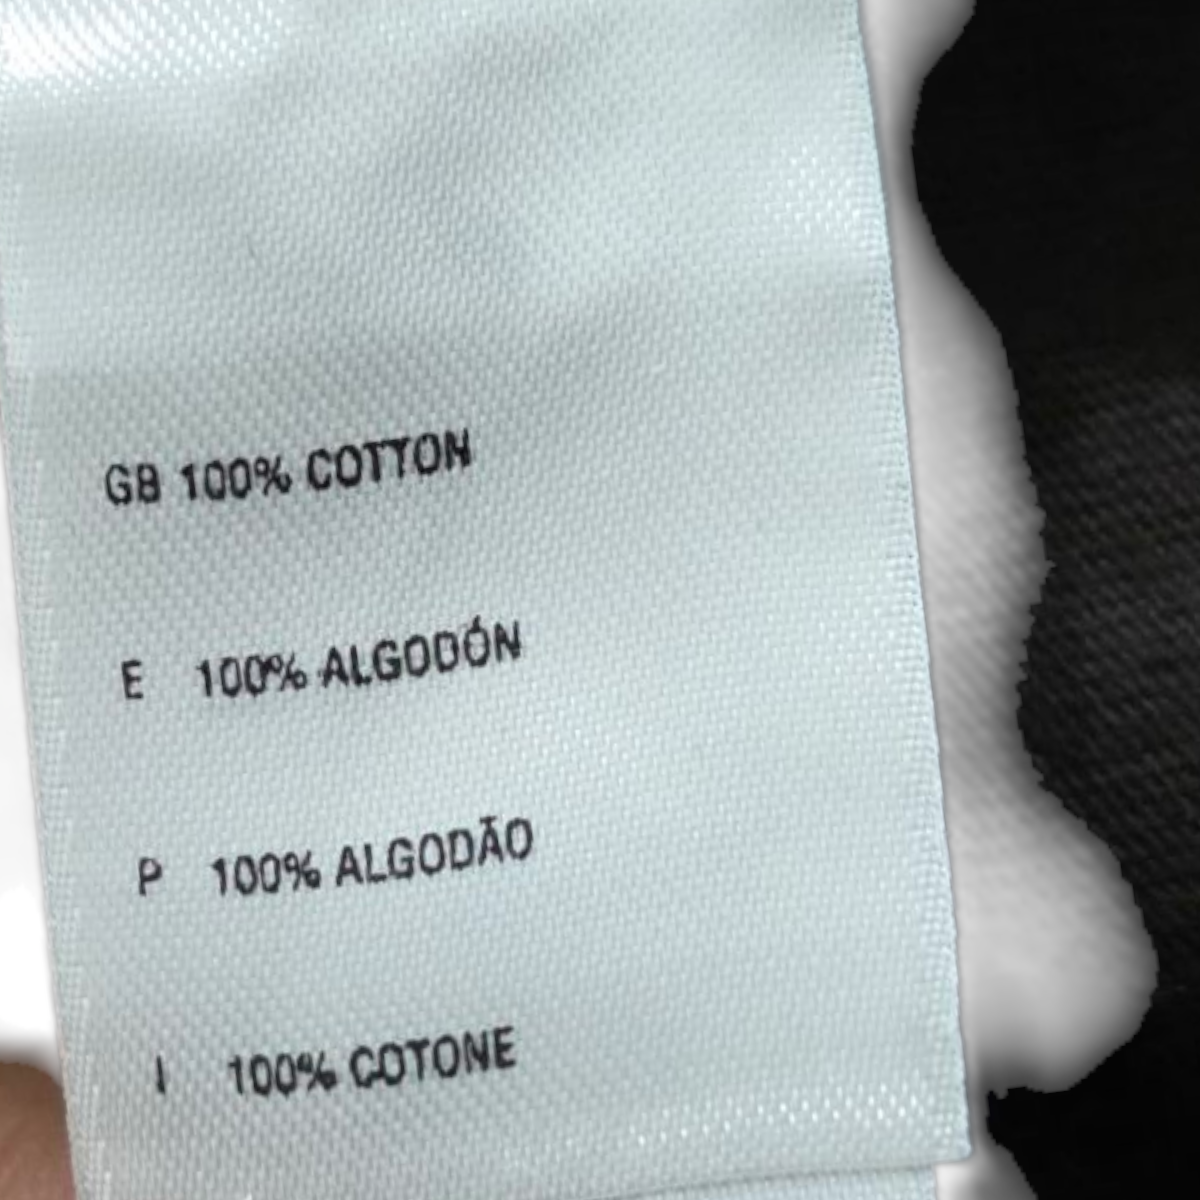 GB 100% COTTON
E 100% ALGODÓN
P 100% ALGODÃO
I 100% COTONE